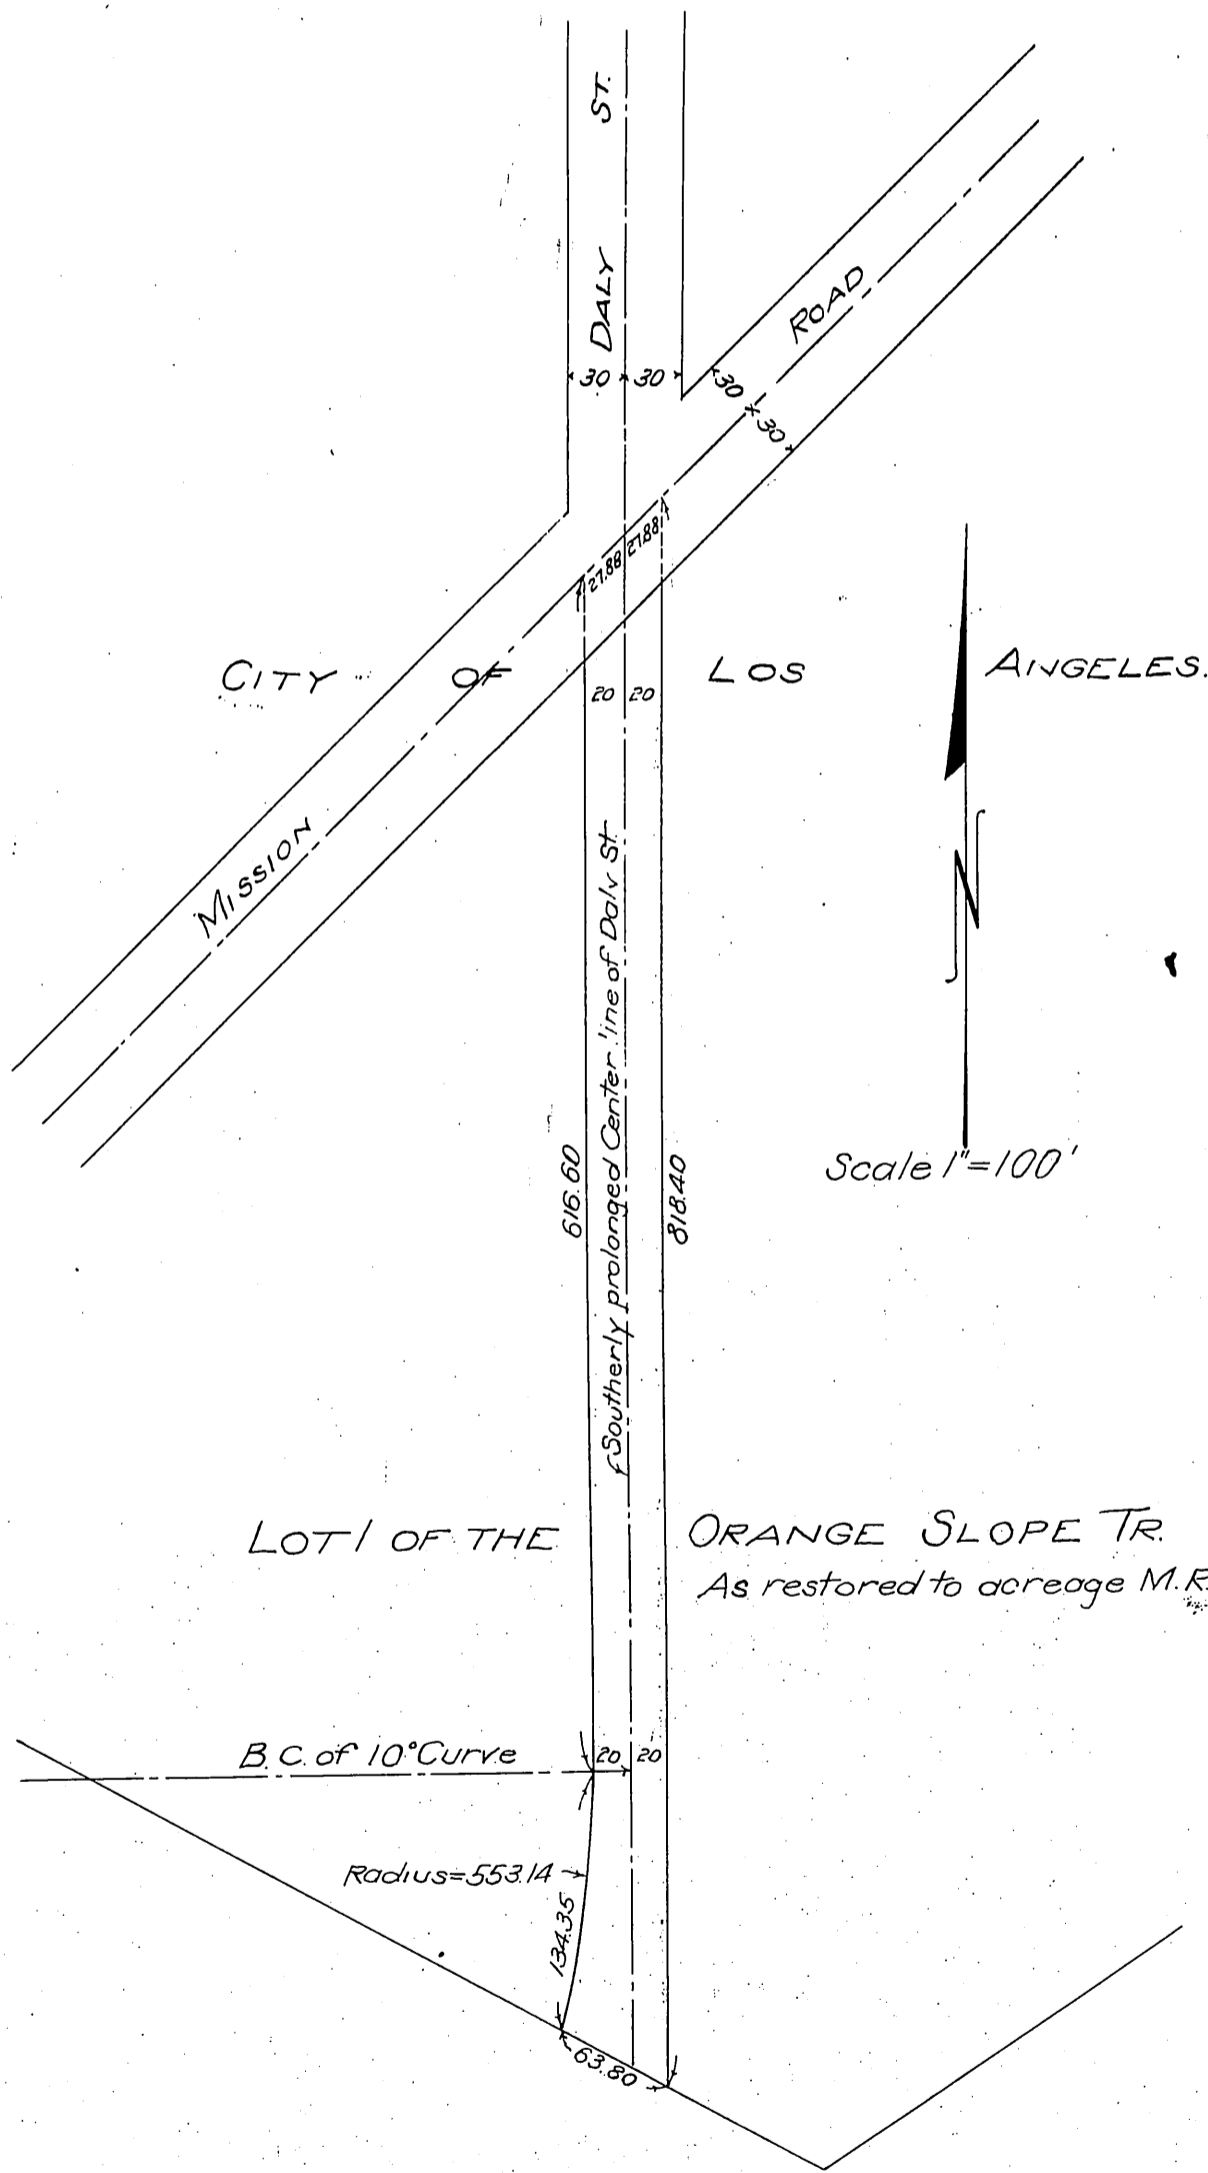 DALY ST.
ROAD
30 30
30 30
27.88 27.88
CITY OF LOS ANGELES.
20 20
MISSION
N
Southerly prolonged Center line of Daly St.
616.60
818.40
Scale 1"=100'
LOT 1 OF THE ORANGE SLOPE TR.
As restored to acreage M.R.
B.C. of 10° Curve
20 20
Radius=553.14
134.35
63.80